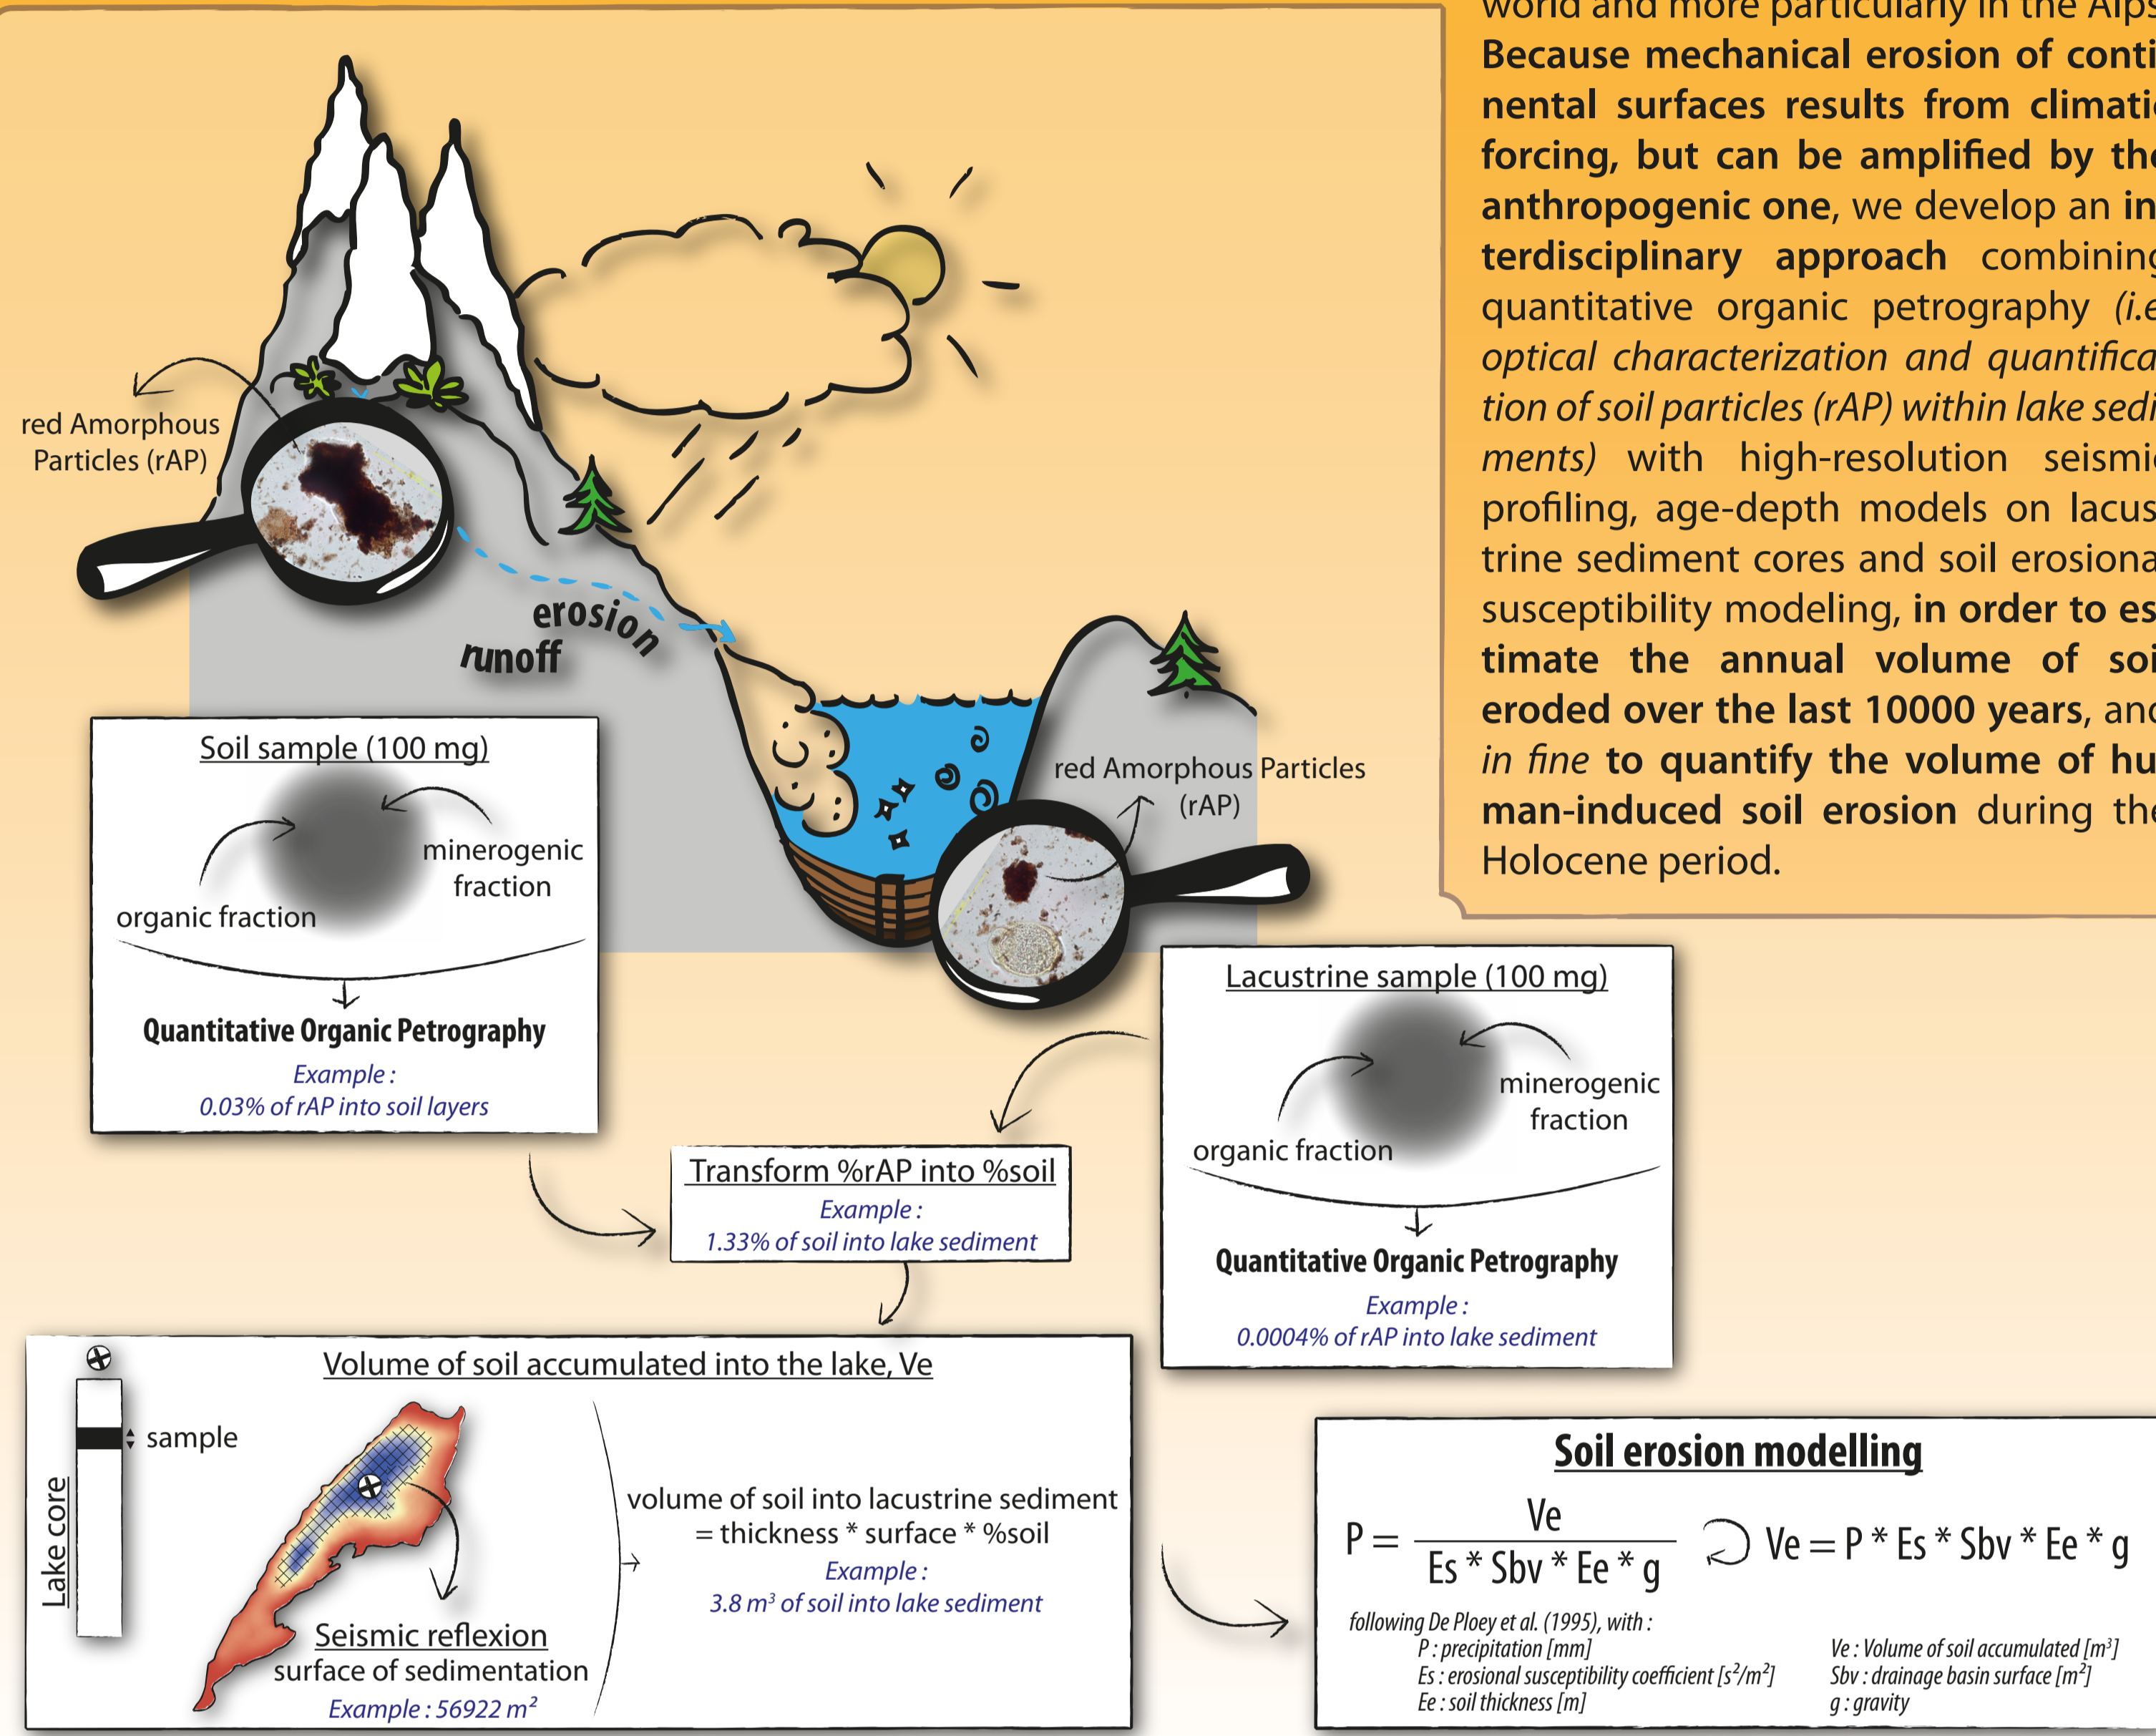 world and more particularly in the Alps
Because mechanical erosion of conti
nental surfaces results from climatic
forcing, but can be amplified by the
anthropogenic one, we develop an in
terdisciplinary approach combining
quantitative organic petrography (i.e
optical characterization and quantifica
tion of soil particles (rAP) within lake sedi
ments) with high-resolution seismic
profiling, age-depth models on lacus
trine sediment cores and soil erosiona
susceptibility modeling, in order to es
timate the annual volume of soi
eroded over the last 10000 years, and
in fine to quantify the volume of hu
man-induced soil erosion during the
Holocene period.
red Amorphous
Particles (rAP)
erosion
runoff
red Amorphous Particles
(rAP)
Soil sample (100 mg)
minerogenic
fraction
organic fraction
Quantitative Organic Petrography
Example :
0.03% of rAP into soil layers
Lacustrine sample (100 mg)
minerogenic
fraction
organic fraction
Quantitative Organic Petrography
Example :
0.0004% of rAP into lake sediment
Transform %rAP into %soil
Example :
1.33% of soil into lake sediment
Volume of soil accumulated into the lake, Ve
Lake core
sample
Seismic reflexion
surface of sedimentation
Example : 56922 m²
volume of soil into lacustrine sediment
= thickness * surface * %soil
Example :
3.8 m³ of soil into lake sediment
Soil erosion modelling
P = Ve / Es * Sbv * Ee * g
Ve = P * Es * Sbv * Ee * g
following De Ploey et al. (1995), with :
P : precipitation [mm]
Es : erosional susceptibility coefficient [s²/m²]
Ee : soil thickness [m]
Ve : Volume of soil accumulated [m³]
Sbv : drainage basin surface [m²]
g : gravity